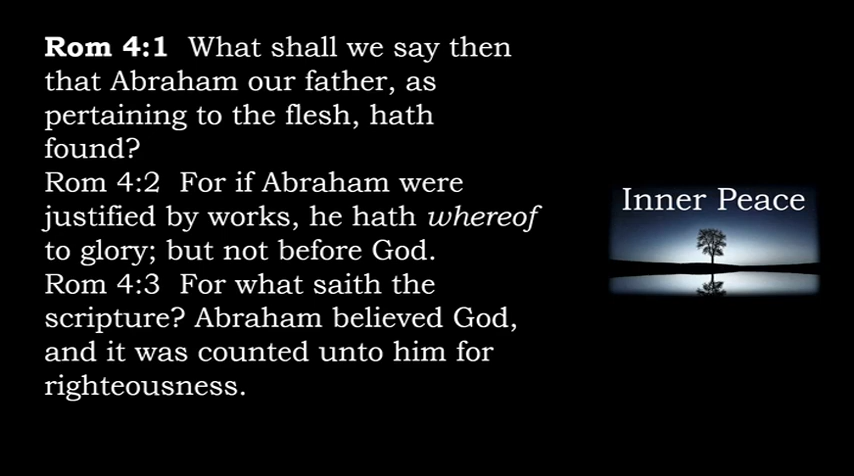 Rom 4:1 What shall we say then
that Abraham our father, as
pertaining to the flesh, hath
found?
Rom 4:2 For if Abraham were
justified by works, he hath whereof
to glory; but not before God.
Rom 4:3 For what saith the
scripture? Abraham believed God,
and it was counted unto him for
righteousness.
Inner Peace